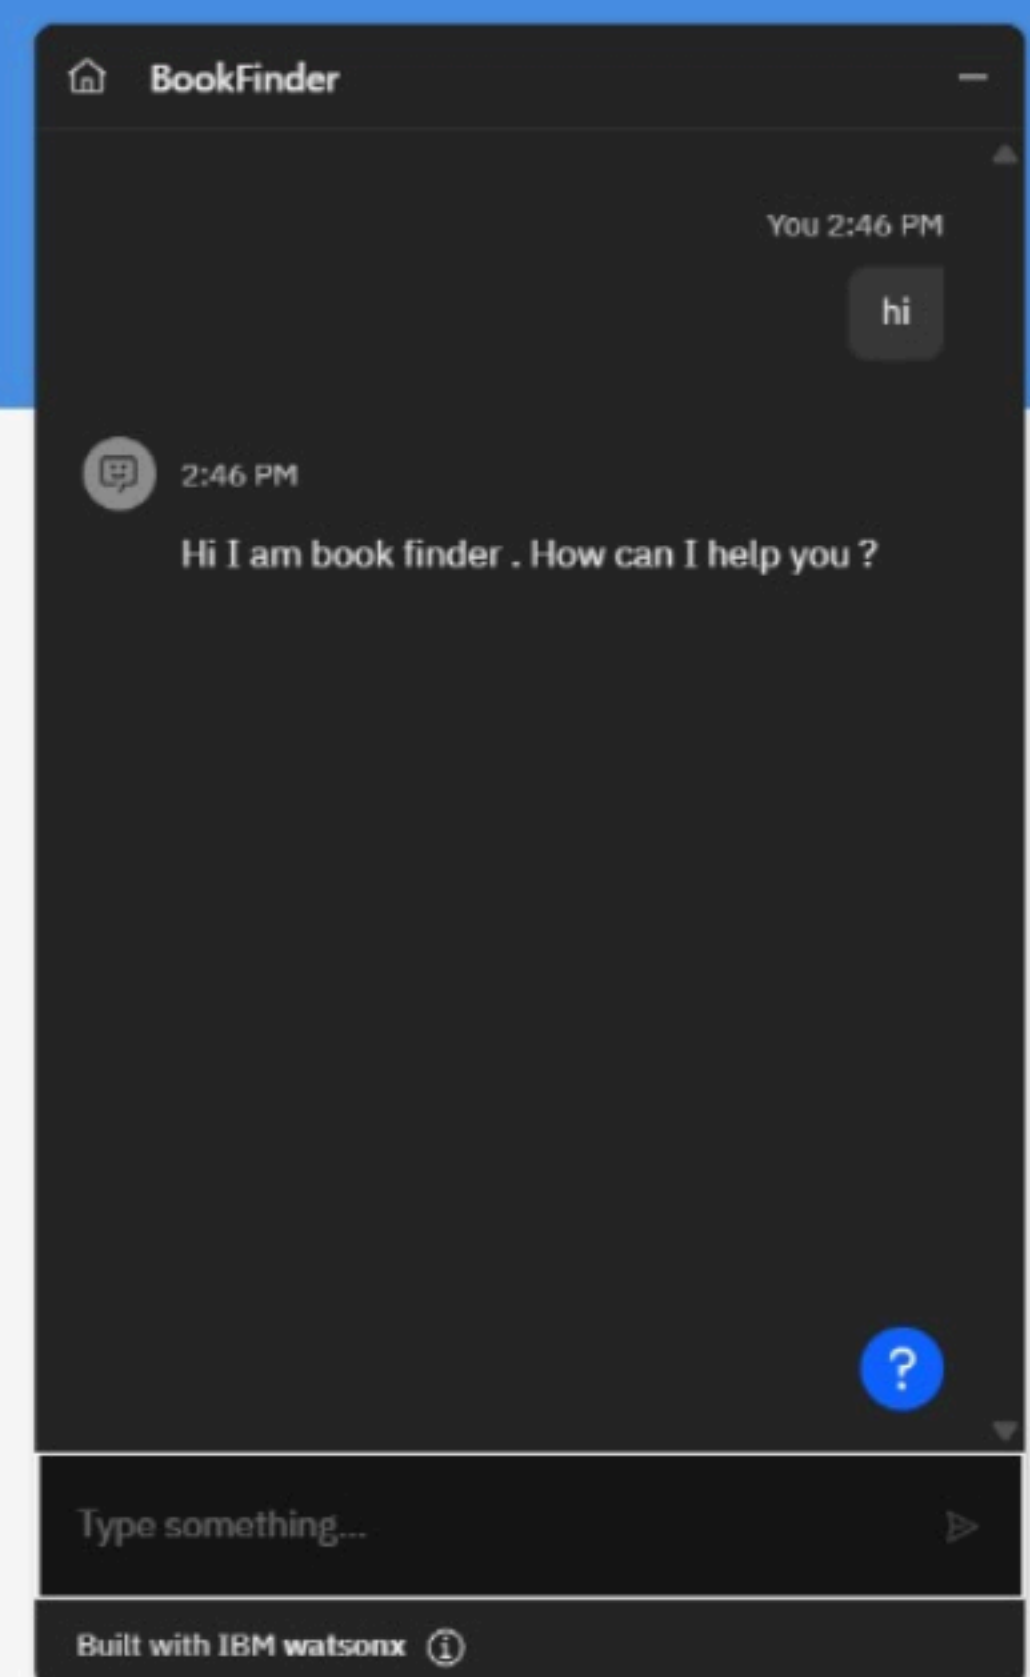 BookFinder
You 2:46 PM
hi
2:46 PM
Hi I am book finder . How can I help you ?
?
Type something...
Built with IBM watsonx